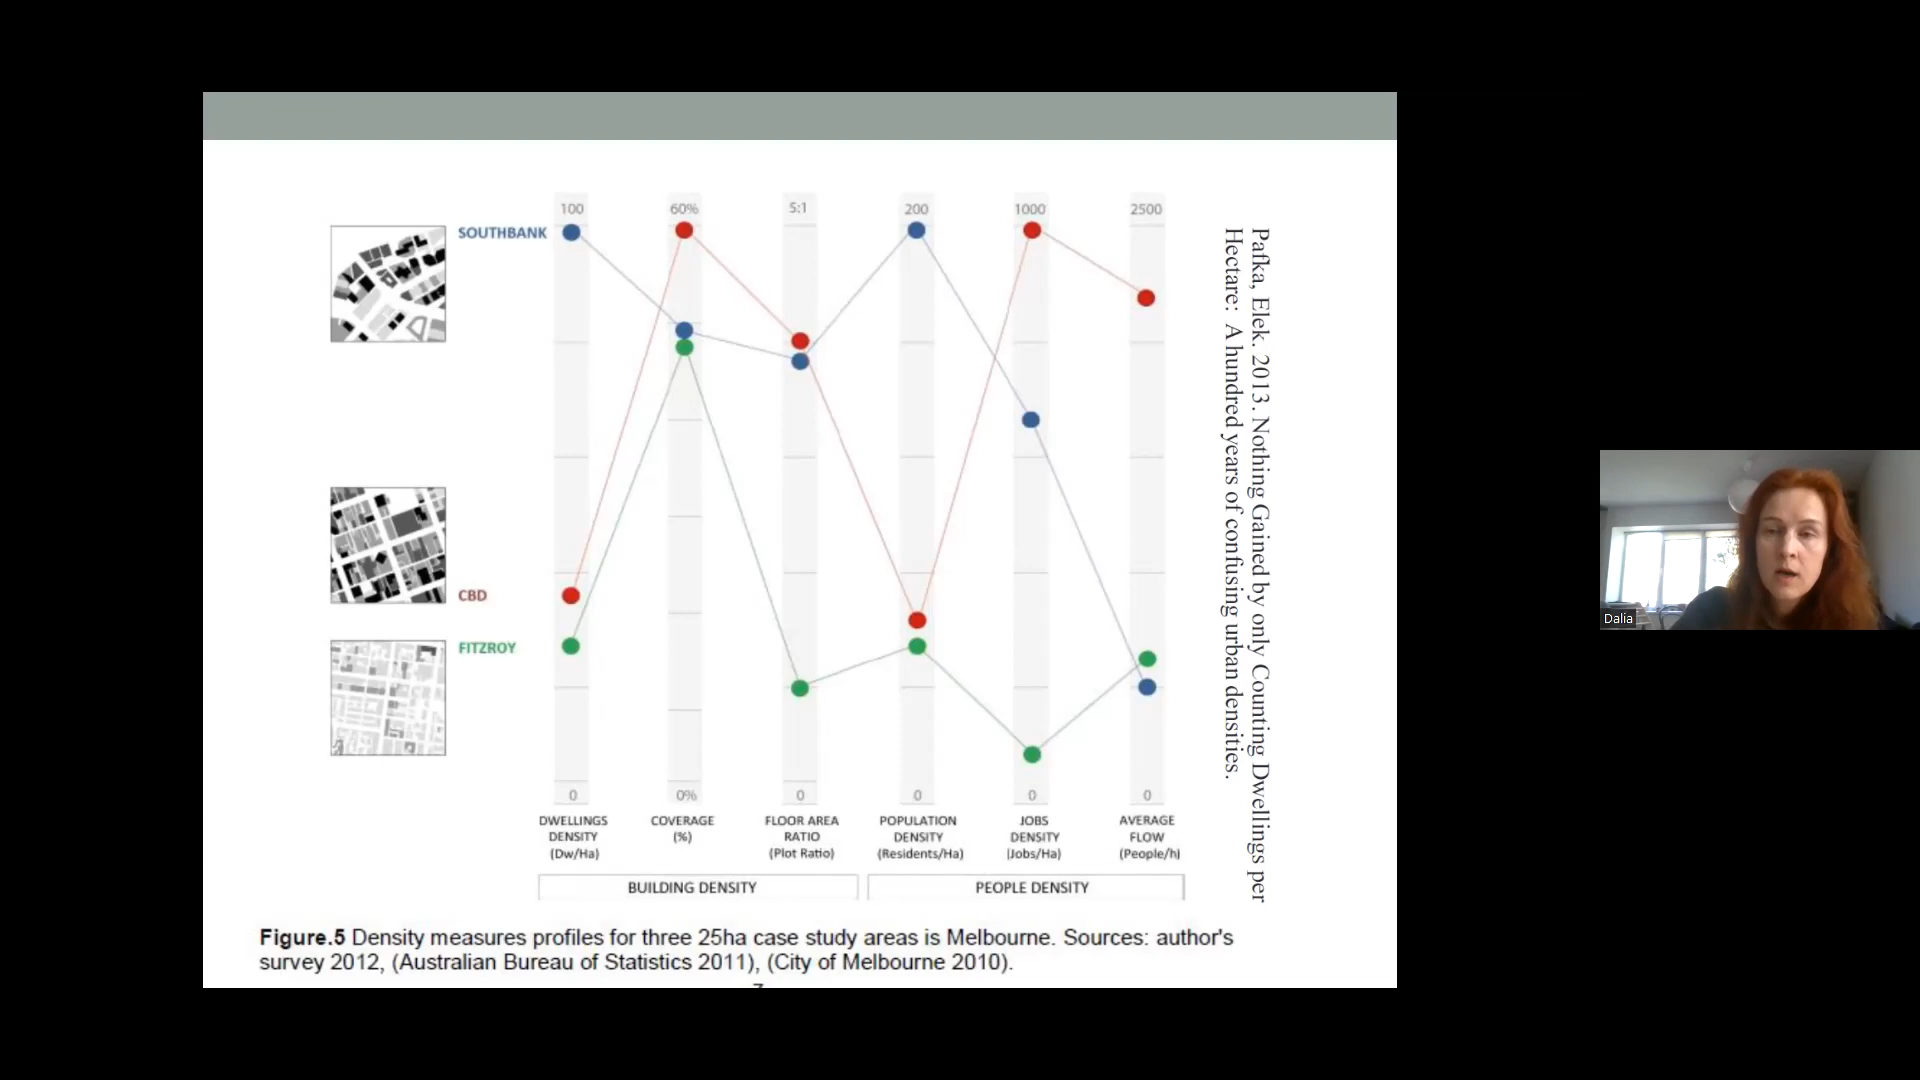 100
60%
5:1
200
1000
2500
SOUTHBANK
CBD
FITZROY
0
0%
0
0
0
0
DWELLINGS
DENSITY
(Dw/Ha)
COVERAGE
(%)
FLOOR AREA
RATIO
(Plot Ratio)
POPULATION
DENSITY
(Residents/Ha)
JOBS
DENSITY
(Jobs/Ha)
AVERAGE
FLOW
(People/h)
BUILDING DENSITY
PEOPLE DENSITY
Pafka, Elek. 2013. Nothing Gained by only Counting Dwellings per
Hectare: A hundred years of confusing urban densities.
Figure.5 Density measures profiles for three 25ha case study areas is Melbourne. Sources: author's
survey 2012, (Australian Bureau of Statistics 2011), (City of Melbourne 2010).
Dalia